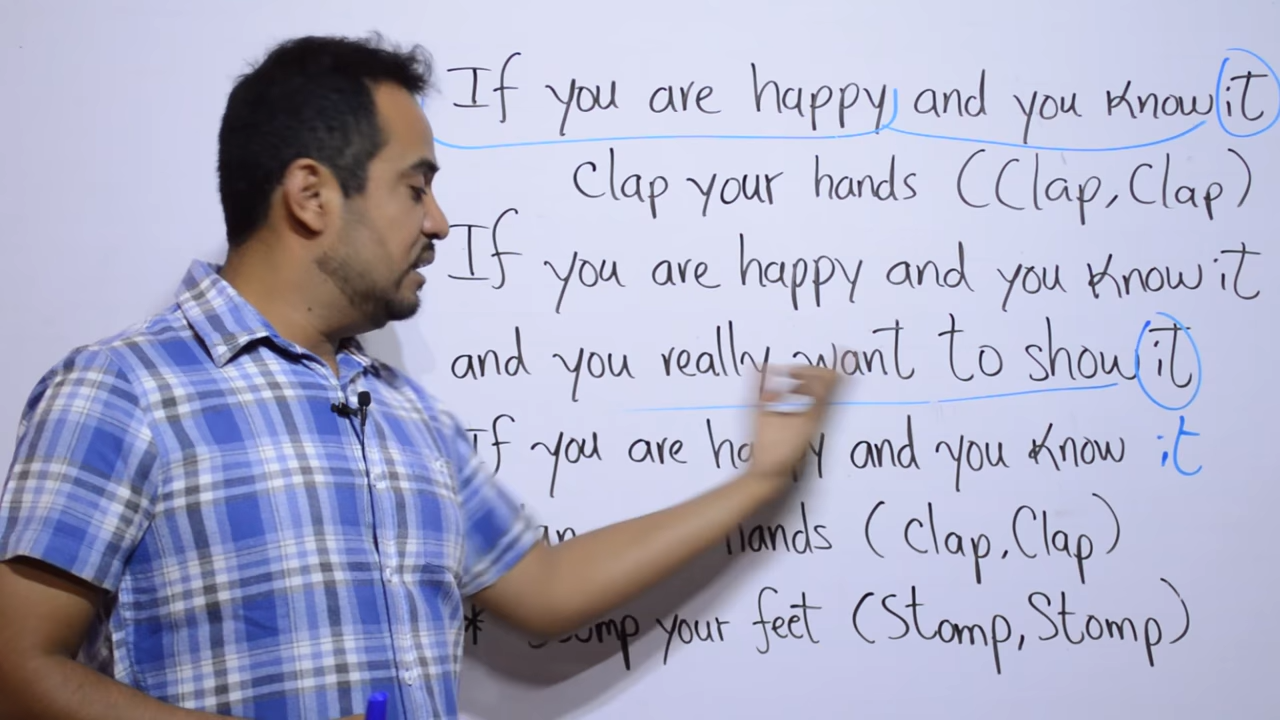 If you are happy and you Know it
Clap your hands (Clap, Clap)
If you are happy and you Know it
and you really want to show it
If you are happy and you Know it
hands (Clap, Clap)
* Stomp your feet (Stomp, Stomp)